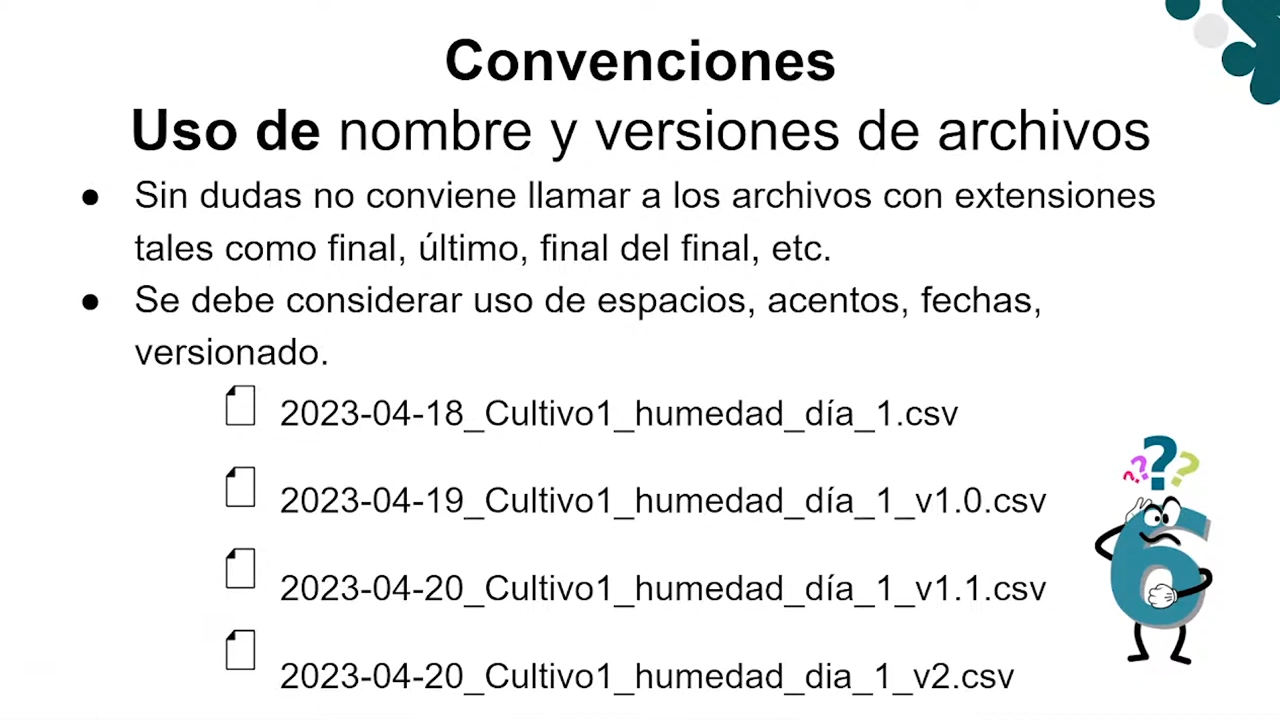 Convenciones
Uso de nombre y versiones de archivos
● Sin dudas no conviene llamar a los archivos con extensiones
tales como final, último, final del final, etc.
● Se debe considerar uso de espacios, acentos, fechas,
versionado.
2023-04-18_Cultivo1_humedad_día_1.csv
2023-04-19_Cultivo1_humedad_día_1_v1.0.csv
2023-04-20_Cultivo1_humedad_día_1_v1.1.csv
2023-04-20_Cultivo1_humedad_dia_1_v2.csv
????
6